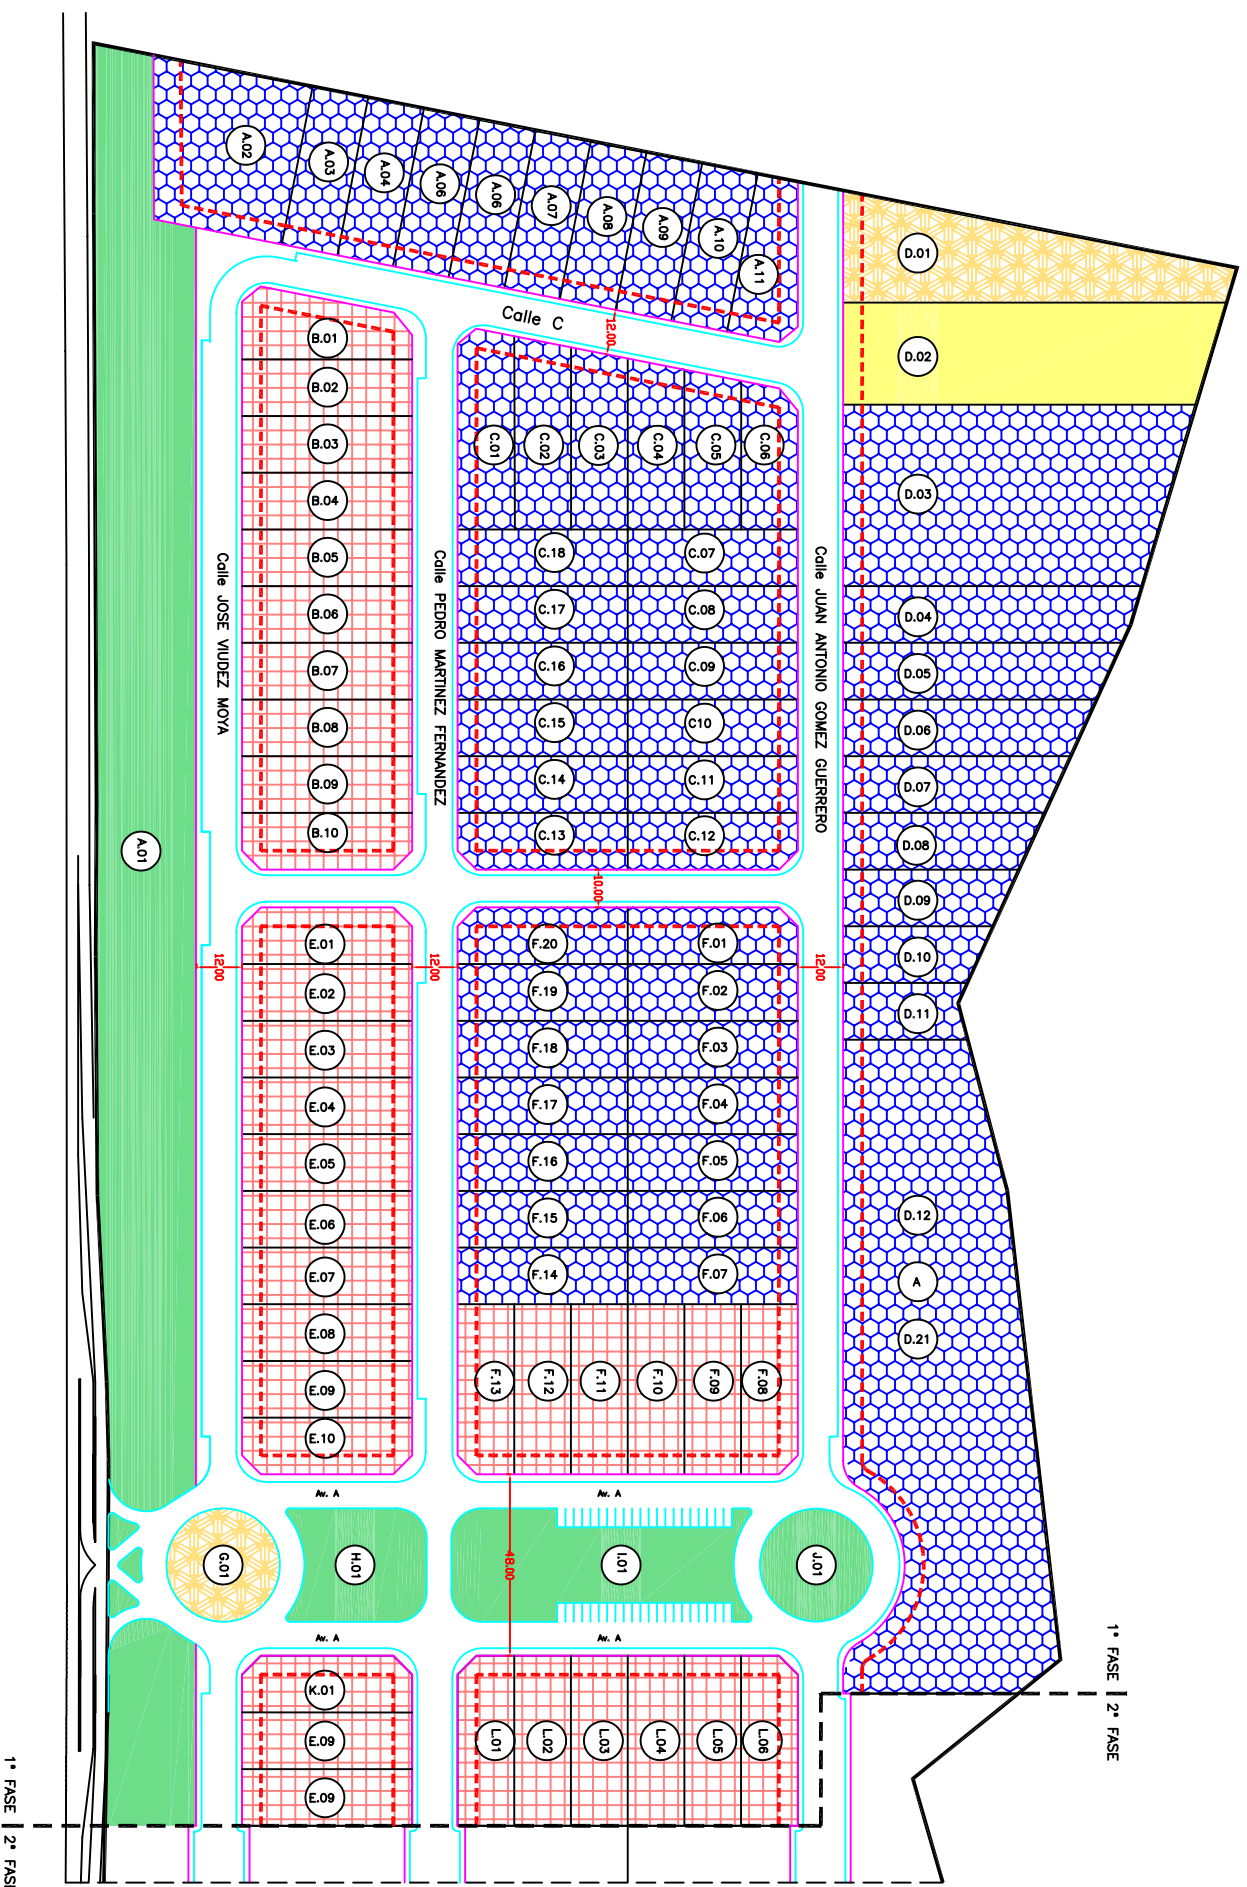 A.02
A.03
A.04
A.06
A.06
A.07
A.08
A.09
A.10
A.11
D.01
D.02
D.03
D.04
D.05
D.06
D.07
D.08
D.09
D.10
D.11
D.12
A
D.21
Calle C
12.00
B.01
B.02
B.03
B.04
B.05
B.06
B.07
B.08
B.09
B.10
C.01
C.02
C.03
C.04
C.05
C.06
C.18
C.07
C.17
C.08
C.16
C.09
C.15
C10
C.14
C.11
C.13
C.12
Calle JOSE VIUDEZ MOYA
Calle PEDRO MARTINEZ FERNANDEZ
Calle JUAN ANTONIO GOMEZ GUERRERO
A.01
10.00
12.00
12.00
12.00
E.01
E.02
E.03
E.04
E.05
E.06
E.07
E.08
E.09
E.10
F.20
F.01
F.19
F.02
F.18
F.03
F.17
F.04
F.16
F.05
F.15
F.06
F.14
F.07
F.13
F.12
F.11
F.10
F.09
F.08
Av. A
Av. A
G.01
H.01
I.01
J.01
48.00
Av. A
Av. A
K.01
E.09
E.09
L.01
L.02
L.03
L.04
L.05
L.06
1ª FASE
2ª FASE
1ª FASE
2ª FASE